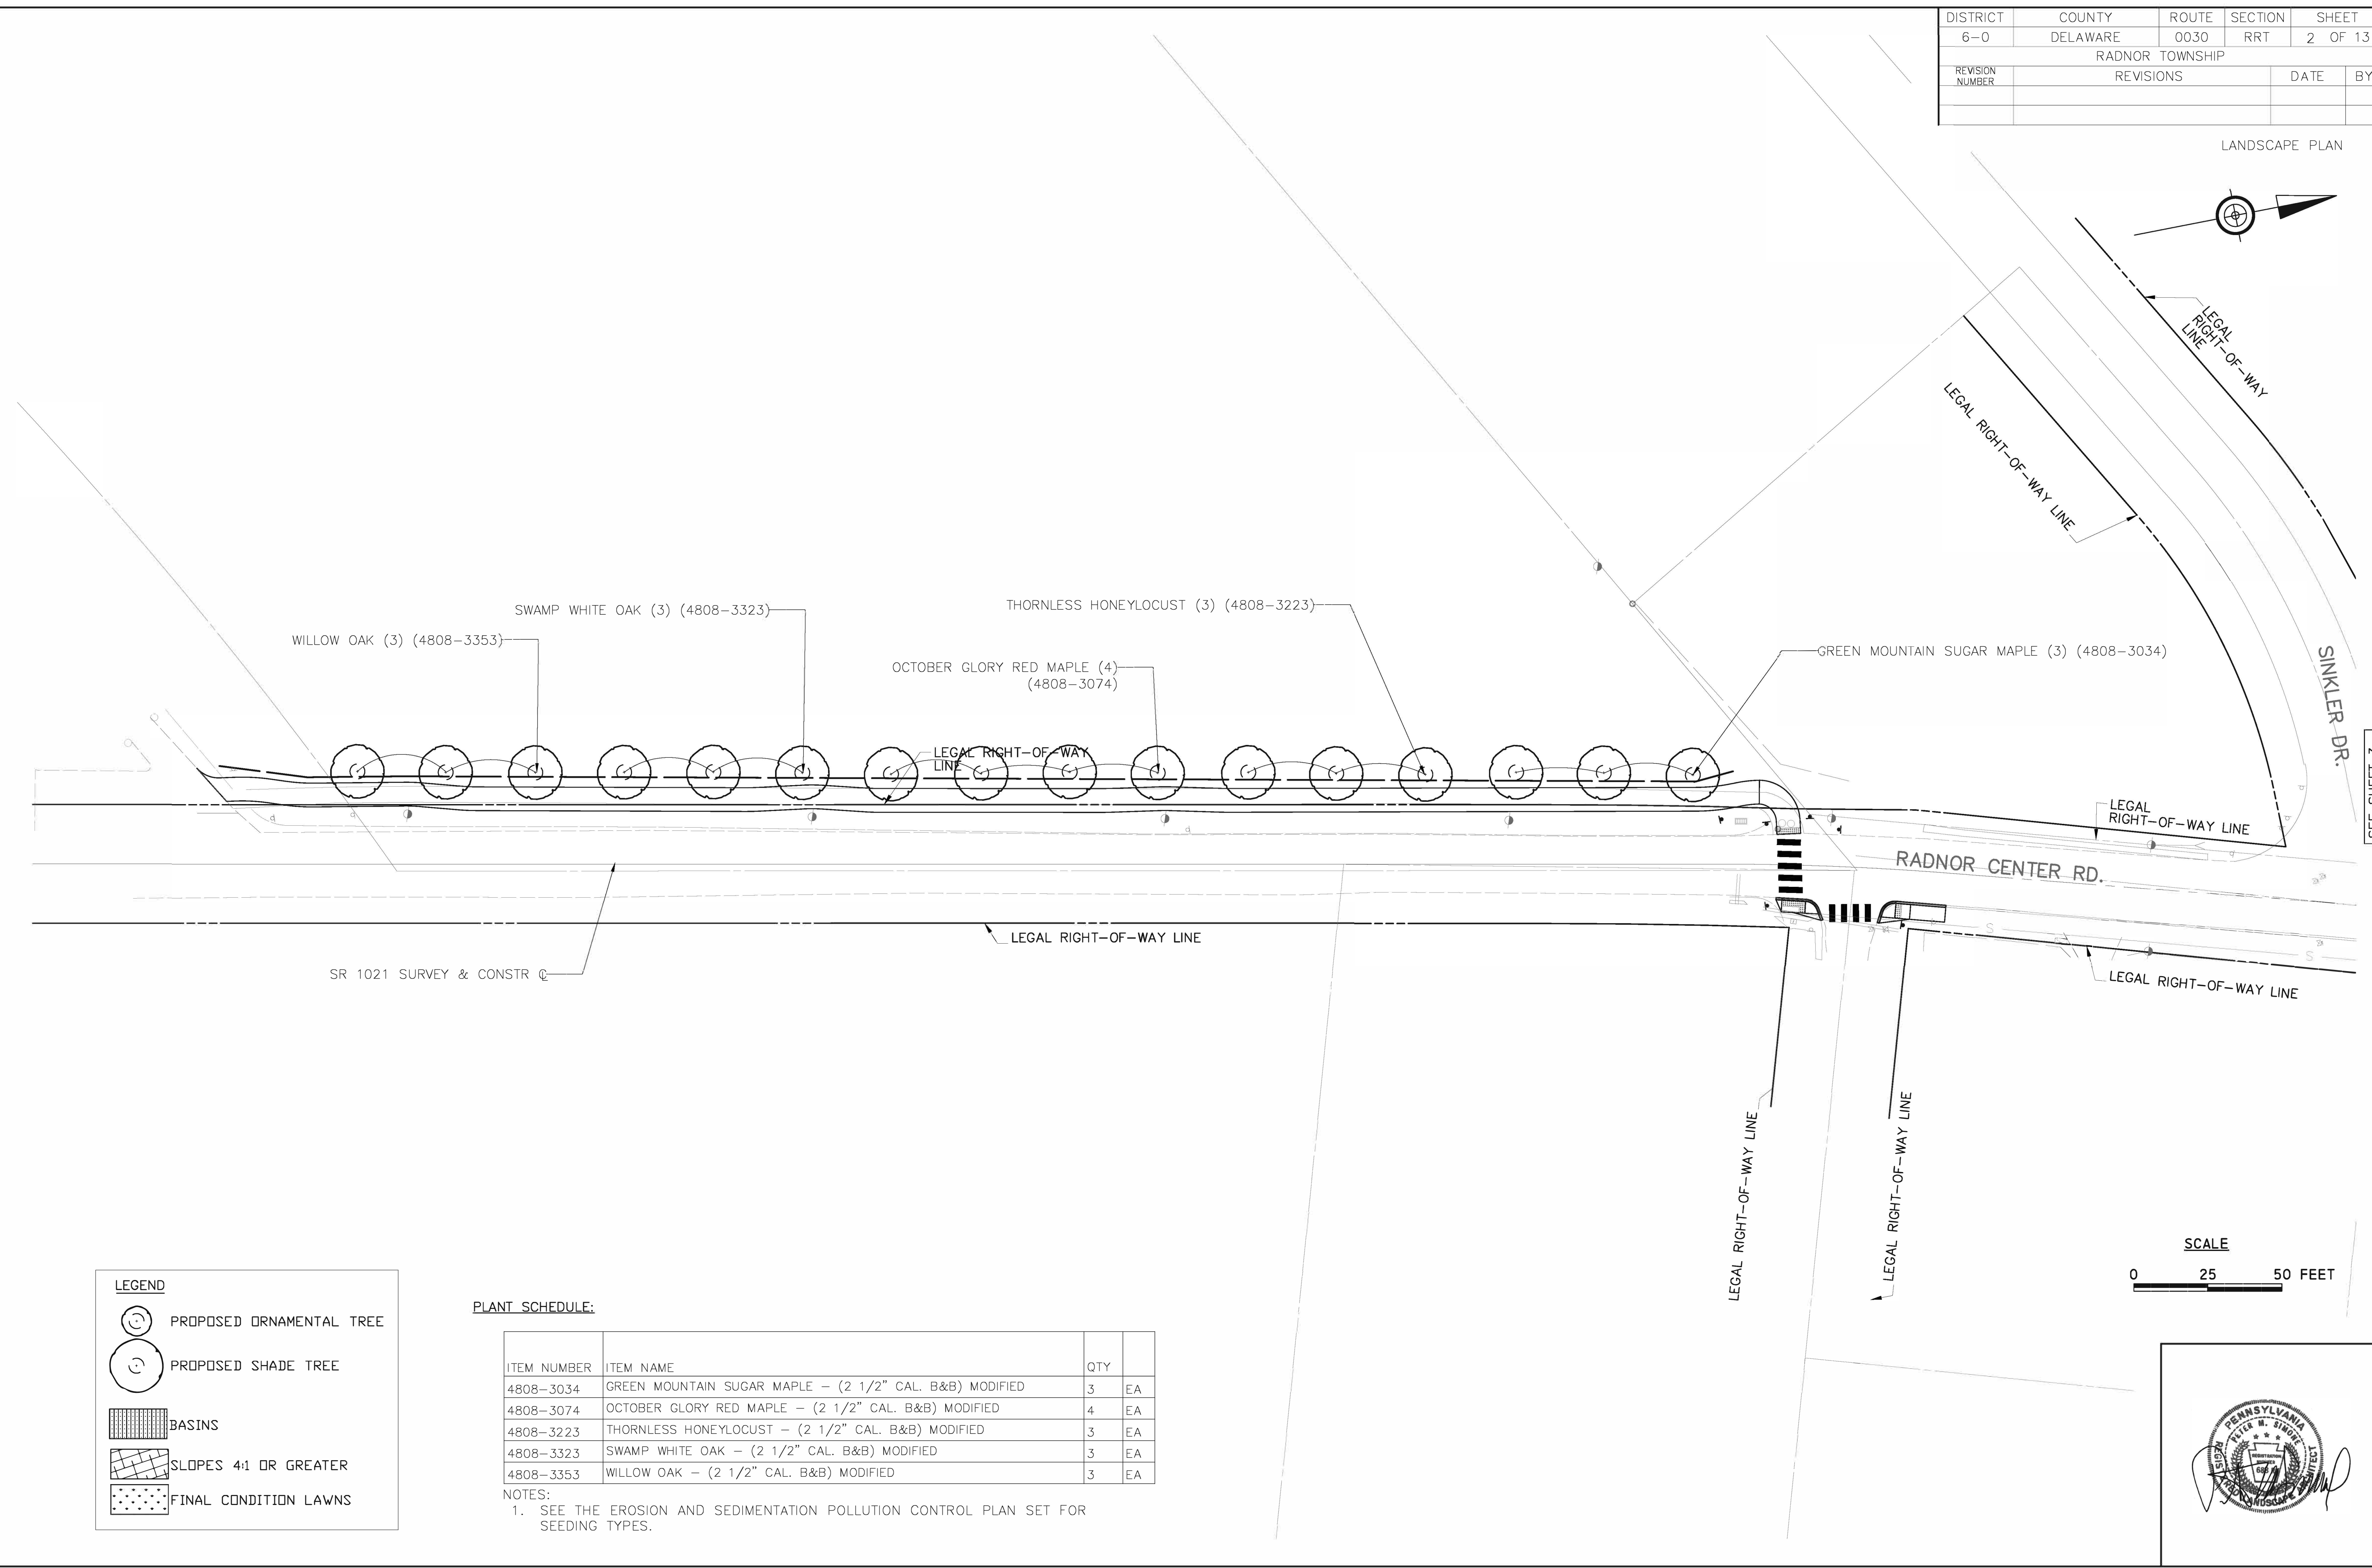 DISTRICT COUNTY ROUTE SECTION SHEET
6-0 DELAWARE 0030 RRT 2 OF 13
RADNOR TOWNSHIP
REVISION NUMBER REVISIONS DATE BY
LANDSCAPE PLAN
LEGAL
RIGHT-OF-WAY
LINE
LEGAL RIGHT-OF-WAY LINE
SWAMP WHITE OAK (3) (4808-3323)
THORNLESS HONEYLOCUST (3) (4808-3223)
WILLOW OAK (3) (4808-3353)
OCTOBER GLORY RED MAPLE (4)
(4808-3074)
GREEN MOUNTAIN SUGAR MAPLE (3) (4808-3034)
SINKLER DR.
LEGAL RIGHT-OF-WAY
LINE
LEGAL
RIGHT-OF-WAY LINE
RADNOR CENTER RD.
LEGAL RIGHT-OF-WAY LINE
SR 1021 SURVEY & CONSTR ℄
LEGAL RIGHT-OF-WAY LINE
S
S
LEGAL RIGHT-OF-WAY LINE
LEGAL RIGHT-OF-WAY LINE
SCALE
0 25 50 FEET
LEGEND
PROPOSED ORNAMENTAL TREE
PROPOSED SHADE TREE
BASINS
SLOPES 4:1 OR GREATER
FINAL CONDITION LAWNS
PLANT SCHEDULE:
ITEM NUMBER ITEM NAME QTY
4808-3034 GREEN MOUNTAIN SUGAR MAPLE - (2 1/2" CAL. B&B) MODIFIED 3 EA
4808-3074 OCTOBER GLORY RED MAPLE - (2 1/2" CAL. B&B) MODIFIED 4 EA
4808-3223 THORNLESS HONEYLOCUST - (2 1/2" CAL. B&B) MODIFIED 3 EA
4808-3323 SWAMP WHITE OAK - (2 1/2" CAL. B&B) MODIFIED 3 EA
4808-3353 WILLOW OAK - (2 1/2" CAL. B&B) MODIFIED 3 EA
NOTES:
1. SEE THE EROSION AND SEDIMENTATION POLLUTION CONTROL PLAN SET FOR
SEEDING TYPES.
PENNSYLVANIA
PETER M. SIMONE
REGISTRATION
NUMBER
REGISTERED LANDSCAPE ARCHITECT